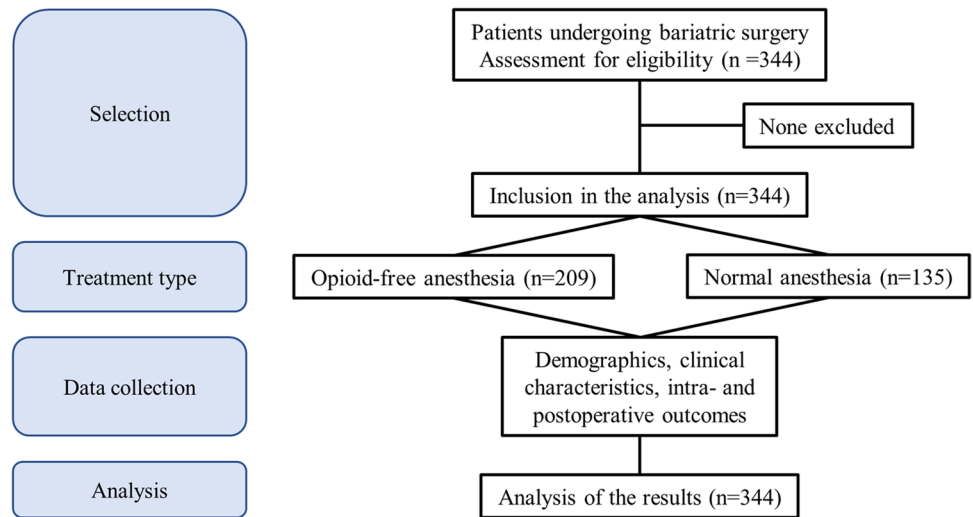 Selection
Patients undergoing bariatric surgery
Assessment for eligibility (n =344)
None excluded
Inclusion in the analysis (n=344)
Treatment type
Opioid-free anesthesia (n=209)
Normal anesthesia (n=135)
Data collection
Demographics, clinical
characteristics, intra- and
postoperative outcomes
Analysis
Analysis of the results (n=344)